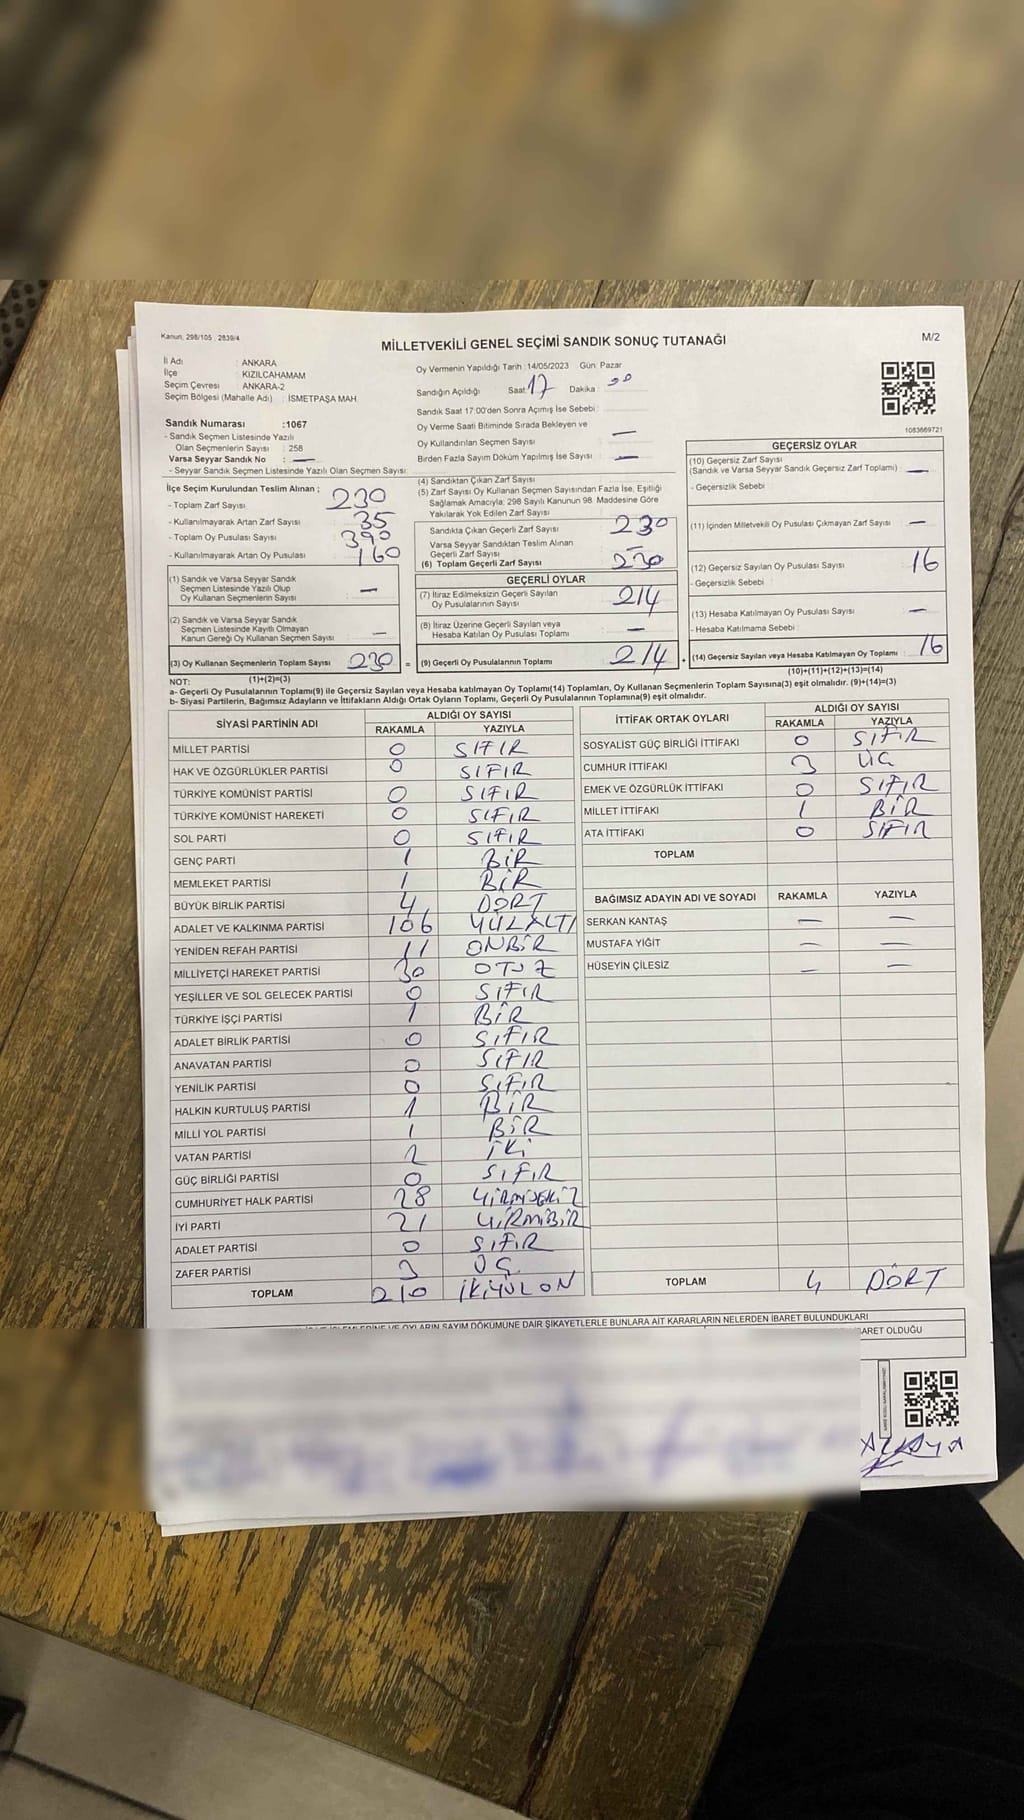 Kanun, 298/105 , 2839/4
MİLLETVEKİLİ GENEL SEÇİMİ SANDIK SONUÇ TUTANAĞI
M/2
İl Adı : ANKARA
İlçe : KIZILCAHAMAM
Seçim Çevresi : ANKARA-2
Seçim Bölgesi (Mahalle Adı) : İSMETPAŞA MAH.
Sandık Numarası :1067
- Sandık Seçmen Listesinde Yazılı
Olan Seçmenlerin Sayısı : 258
Varsa Seyyar Sandık No : —
- Seyyar Sandık Seçmen Listesinde Yazılı Olan Seçmen Sayısı:
Oy Vermenin Yapıldığı Tarih :14/05/2023 Gün: Pazar
Sandığın Açıldığı Saat: 17 Dakika :
Sandık Saat 17:00'den Sonra Açımış İse Sebebi :
Oy Verme Saati Bitiminde Sırada Bekleyen ve
Oy Kullandırılan Seçmen Sayısı : —
Birden Fazla Sayım Döküm Yapılmış İse Sayısı : —
1083669721
İlçe Seçim Kurulundan Teslim Alınan ;
- Toplam Zarf Sayısı : 230
- Kullanılmayarak Artan Zarf Sayısı : 35
- Toplam Oy Pusulası Sayısı : 390
- Kullanılmayarak Artan Oy Pusulası : 160
(1) Sandık ve Varsa Seyyar Sandık
Seçmen Listesinde Yazılı Olup
Oy Kullanan Seçmenlerin Sayısı : —
(2) Sandık ve Varsa Seyyar Sandık
Seçmen Listesinde Kayıtlı Olmayan
Kanun Gereği Oy Kullanan Seçmen Sayısı : —
(3) Oy Kullanan Seçmenlerin Toplam Sayısı : 230 =
(1)+(2)=(3)
(4) Sandıktan Çıkan Zarf Sayısı :
(5) Zarf Sayısı Oy Kullanan Seçmen Sayısından Fazla İse, Eşitliği
Sağlamak Amacıyla; 298 Sayılı Kanunun 98. Maddesine Göre
Yakılarak Yok Edilen Zarf Sayısı :
Sandıkta Çıkan Geçerli Zarf Sayısı : 230
Varsa Seyyar Sandıktan Teslim Alınan
Geçerli Zarf Sayısı :
(6) Toplam Geçerli Zarf Sayısı : 230
GEÇERLİ OYLAR
(7) İtiraz Edilmeksizin Geçerli Sayılan
Oy Pusulalarının Sayısı : 214
(8) İtiraz Üzerine Geçerli Sayılan veya
Hesaba Katılan Oy Pusulası Toplamı : —
(9) Geçerli Oy Pusulalarının Toplamı : 214 +
GEÇERSİZ OYLAR
(10) Geçersiz Zarf Sayısı
(Sandık ve Varsa Seyyar Sandık Geçersiz Zarf Toplamı) : —
- Geçersizlik Sebebi :
(11) İçinden Milletvekili Oy Pusulası Çıkmayan Zarf Sayısı : —
(12) Geçersiz Sayılan Oy Pusulası Sayısı : 16
- Geçersizlik Sebebi :
(13) Hesaba Katılmayan Oy Pusulası Sayısı : —
- Hesaba Katılmama Sebebi :
(14) Geçersiz Sayılan veya Hesaba Katılmayan Oy Toplamı : 16
(10)+(11)+(12)+(13)=(14)
NOT:
a- Geçerli Oy Pusulalarının Toplamı(9) ile Geçersiz Sayılan veya Hesaba katılmayan Oy Toplamı(14) Toplamları, Oy Kullanan Seçmenlerin Toplam Sayısına(3) eşit olmalıdır. (9)+(14)=(3)
b- Siyasi Partilerin, Bağımsız Adayların ve İttifakların Aldığı Ortak Oyların Toplamı, Geçerli Oy Pusulalarının Toplamına(9) eşit olmalıdır.
SİYASİ PARTİNİN ADI ALDIĞI OY SAYISI
RAKAMLA YAZIYLA
MİLLET PARTİSİ 0 SIFIR
HAK VE ÖZGÜRLÜKLER PARTİSİ 0 SIFIR
TÜRKİYE KOMÜNİST PARTİSİ 0 SIFIR
TÜRKİYE KOMÜNİST HAREKETİ 0 SIFIR
SOL PARTİ 0 SIFIR
GENÇ PARTİ 1 BİR
MEMLEKET PARTİSİ 1 BİR
BÜYÜK BİRLİK PARTİSİ 4 DÖRT
ADALET VE KALKINMA PARTİSİ 106 YÜZALTI
YENİDEN REFAH PARTİSİ 11 ONBİR
MİLLİYETÇİ HAREKET PARTİSİ 30 OTUZ
YEŞİLLER VE SOL GELECEK PARTİSİ 0 SIFIR
TÜRKİYE İŞÇİ PARTİSİ 1 BİR
ADALET BİRLİK PARTİSİ 0 SIFIR
ANAVATAN PARTİSİ 0 SIFIR
YENİLİK PARTİSİ 0 SIFIR
HALKIN KURTULUŞ PARTİSİ 1 BİR
MİLLİ YOL PARTİSİ 1 BİR
VATAN PARTİSİ 2 İKİ
GÜÇ BİRLİĞİ PARTİSİ 0 SIFIR
CUMHURİYET HALK PARTİSİ 28 YİRMİSEKİZ
İYİ PARTİ 21 YİRMİBİR
ADALET PARTİSİ 0 SIFIR
ZAFER PARTİSİ 3 ÜÇ
TOPLAM 210 İKİYÜZON
İTTİFAK ORTAK OYLARI ALDIĞI OY SAYISI
RAKAMLA YAZIYLA
SOSYALİST GÜÇ BİRLİĞİ İTTİFAKI 0 SIFIR
CUMHUR İTTİFAKI 3 ÜÇ
EMEK VE ÖZGÜRLÜK İTTİFAKI 0 SIFIR
MİLLET İTTİFAKI 1 BİR
ATA İTTİFAKI 0 SIFIR
TOPLAM
BAĞIMSIZ ADAYIN ADI VE SOYADI RAKAMLA YAZIYLA
SERKAN KANTAŞ — —
MUSTAFA YİĞİT — —
HÜSEYİN ÇİLESİZ — —
TOPLAM 4 DÖRT
OYLARIN SAYIM DÖKÜMÜNE DAİR ŞİKAYETLERLE BUNLARA AİT KARARLARIN NELERDEN İBARET BULUNDUKLARI
BARET OLDUĞU